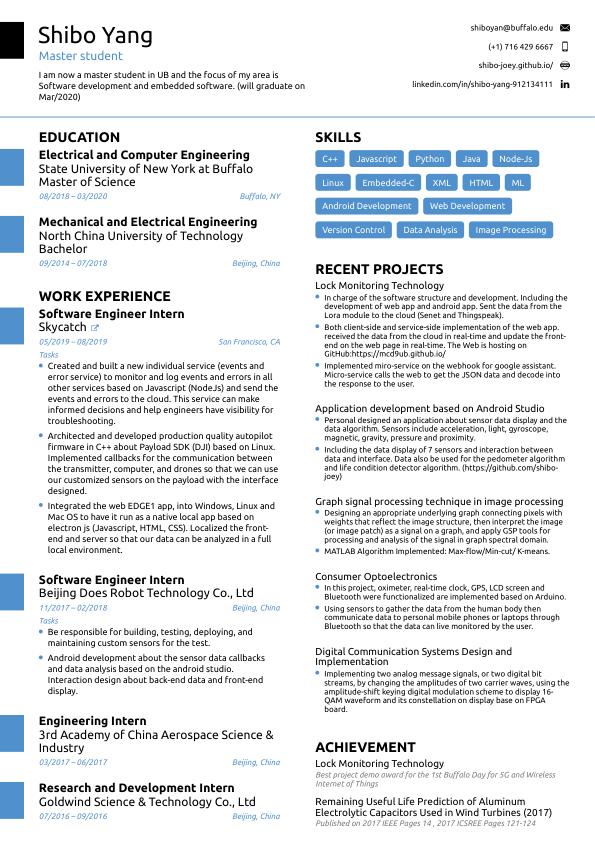 Shibo Yang
Master student
I am now a master student in UB and the focus of my area is
Software development and embedded software. (will graduate on
Mar/2020)
shiboyan@buffalo.edu
(+1) 716 429 6667
shibo-joey.github.io/
linkedin.com/in/shibo-yang-912134111
EDUCATION
Electrical and Computer Engineering
State University of New York at Buffalo
Master of Science
08/2018 – 03/2020 Buffalo, NY
Mechanical and Electrical Engineering
North China University of Technology
Bachelor
09/2014 – 07/2018 Beijing, China
WORK EXPERIENCE
Software Engineer Intern
Skycatch
05/2019 – 08/2019 San Francisco, CA
Tasks
Created and built a new individual service (events and
error service) to monitor and log events and errors in all
other services based on Javascript (NodeJs) and send the
events and errors to the cloud. This service can make
informed decisions and help engineers have visibility for
troubleshooting.
Architected and developed production quality autopilot
firmware in C++ about Payload SDK (DJI) based on Linux.
Implemented callbacks for the communication between
the transmitter, computer, and drones so that we can use
our customized sensors on the payload with the interface
designed.
Integrated the web EDGE1 app, into Windows, Linux and
Mac OS to have it run as a native local app based on
electron js (Javascript, HTML, CSS). Localized the front-
end and server so that our data can be analyzed in a full
local environment.
Software Engineer Intern
Beijing Does Robot Technology Co., Ltd
11/2017 – 02/2018 Beijing, China
Tasks
Be responsible for building, testing, deploying, and
maintaining custom sensors for the test.
Android development about the sensor data callbacks
and data analysis based on the android studio.
Interaction design about back-end data and front-end
display.
Engineering Intern
3rd Academy of China Aerospace Science &
Industry
03/2017 – 06/2017 Beijing, China
Research and Development Intern
Goldwind Science & Technology Co., Ltd
07/2016 – 09/2016 Beijing, China
SKILLS
C++ Javascript Python Java Node-Js
Linux Embedded-C XML HTML ML
Android Development Web Development
Version Control Data Analysis Image Processing
RECENT PROJECTS
Lock Monitoring Technology
In charge of the software structure and development. Including the
development of web app and android app. Sent the data from the
Lora module to the cloud (Senet and Thingspeak).
Both client-side and service-side implementation of the web app.
received the data from the cloud in real-time and update the front-
end on the web page in real-time. The Web is hosting on
GitHub:https://mcd9ub.github.io/
Implemented miro-service on the webhook for google assistant.
Micro-service calls the web to get the JSON data and decode into
the response to the user.
Application development based on Android Studio
Personal designed an application about sensor data display and the
data algorithm. Sensors include acceleration, light, gyroscope,
magnetic, gravity, pressure and proximity.
Including the data display of 7 sensors and interaction between
data and interface. Data also be used for the pedometer algorithm
and life condition detector algorithm. (https://github.com/shibo-
joey)
Graph signal processing technique in image processing
Designing an appropriate underlying graph connecting pixels with
weights that reflect the image structure, then interpret the image
(or image patch) as a signal on a graph, and apply GSP tools for
processing and analysis of the signal in graph spectral domain.
MATLAB Algorithm Implemented: Max-flow/Min-cut/ K-means.
Consumer Optoelectronics
In this project, oximeter, real-time clock, GPS, LCD screen and
Bluetooth were functionalized are implemented based on Arduino.
Using sensors to gather the data from the human body then
communicate data to personal mobile phones or laptops through
Bluetooth so that the data can live monitored by the user.
Digital Communication Systems Design and
Implementation
Implementing two analog message signals, or two digital bit
streams, by changing the amplitudes of two carrier waves, using the
amplitude-shift keying digital modulation scheme to display 16-
QAM waveform and its constellation on display base on FPGA
board.
ACHIEVEMENT
Lock Monitoring Technology
Best project demo award for the 1st Buffalo Day for 5G and Wireless
Internet of Things
Remaining Useful Life Prediction of Aluminum
Electrolytic Capacitors Used in Wind Turbines (2017)
Published on 2017 IEEE Pages 14 , 2017 ICSREE Pages 121-124